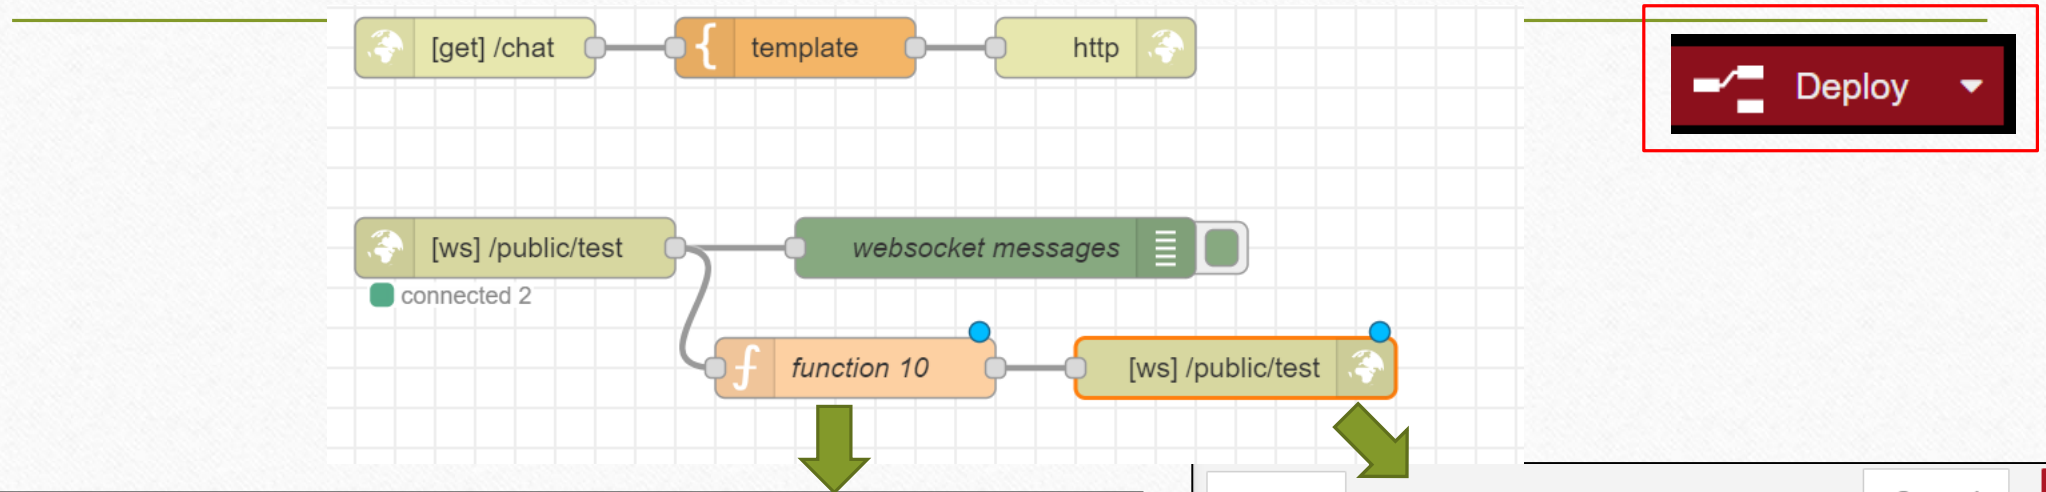 [get] /chat
template
http
Deploy
[ws] /public/test
websocket messages
connected 2
function 10
[ws] /public/test